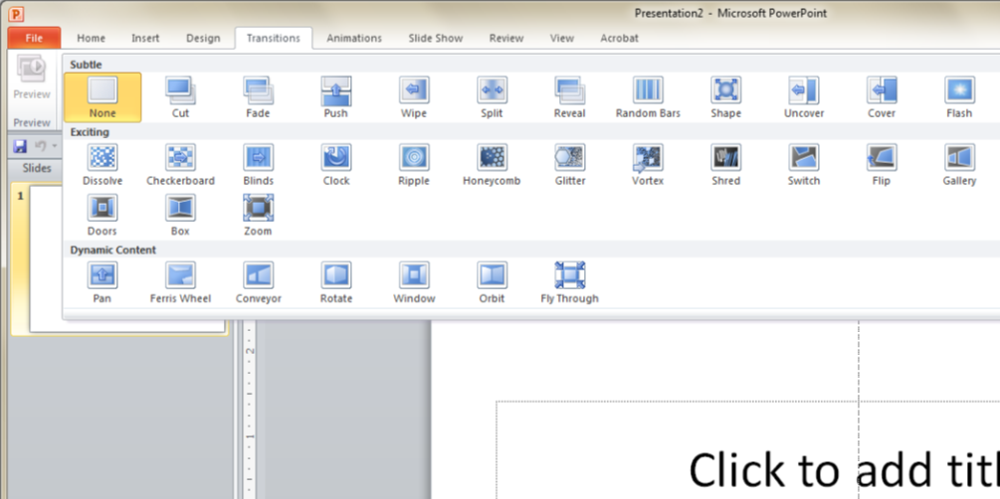 P
Presentation2 - Microsoft PowerPoint
File Home Insert Design Transitions Animations Slide Show Review View Acrobat
Preview
Preview
Slides
1
Subtle
None Cut Fade Push Wipe Split Reveal Random Bars Shape Uncover Cover Flash
Exciting
Dissolve Checkerboard Blinds Clock Ripple Honeycomb Glitter Vortex Shred Switch Flip Gallery
Doors Box Zoom
Dynamic Content
Pan Ferris Wheel Conveyor Rotate Window Orbit Fly Through
2
1
Click to add titl